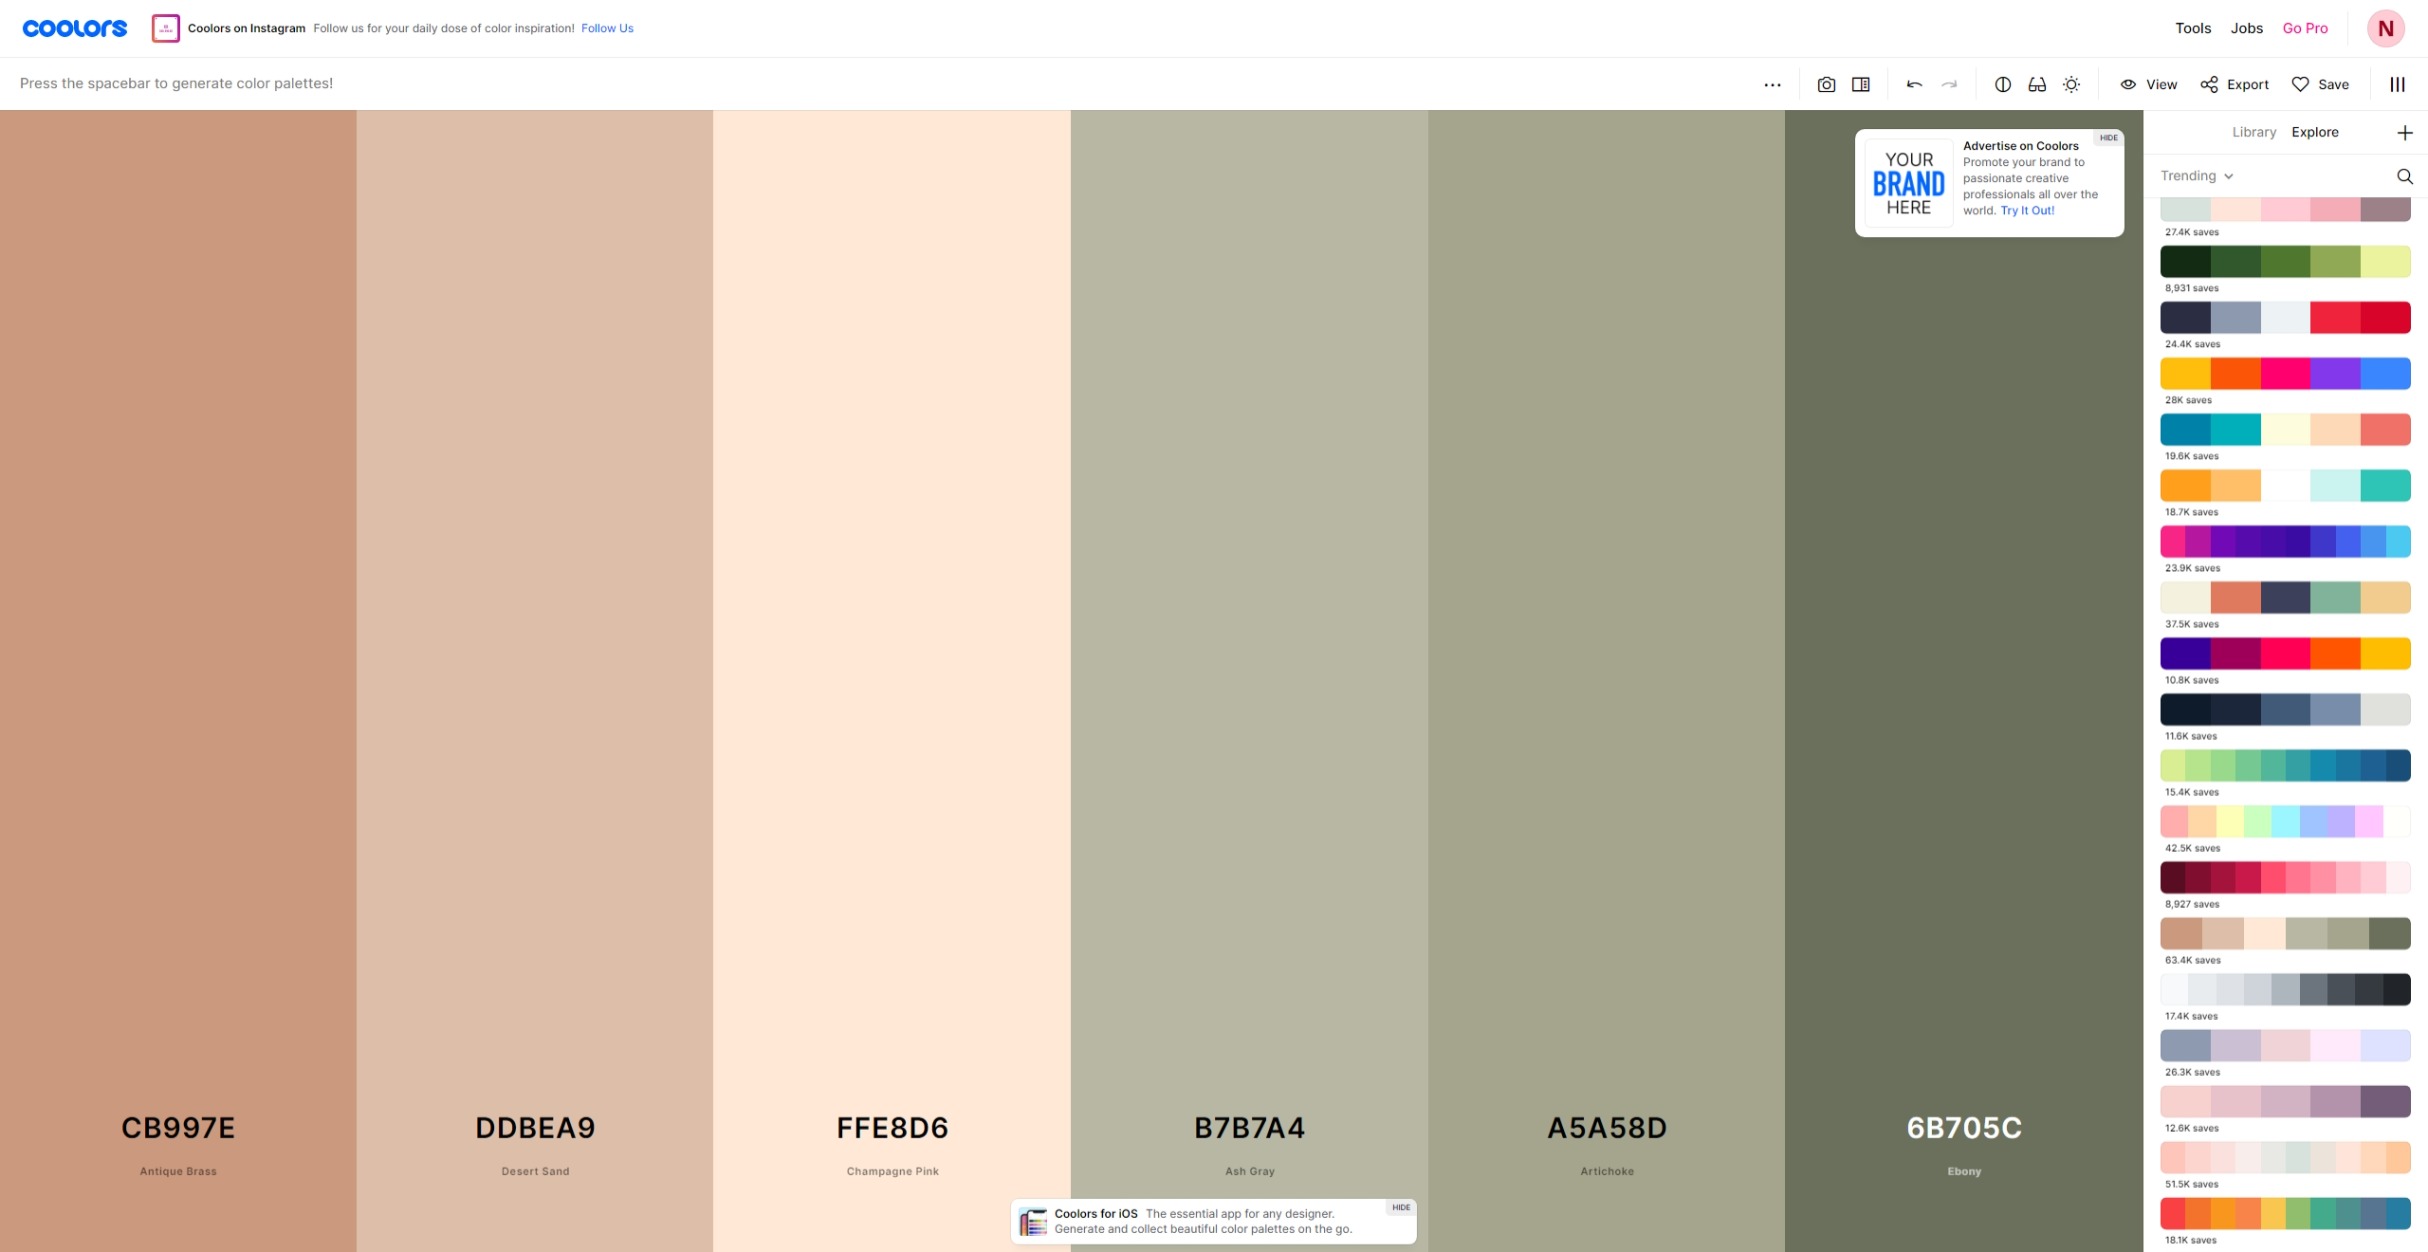 coolors
Coolors on Instagram Follow us for your daily dose of color inspiration! Follow Us
Tools Jobs Go Pro N
Press the spacebar to generate color palettes!
View Export Save
Library Explore
Trending
HIDE
YOUR
BRAND
HERE
Advertise on Coolors
Promote your brand to
passionate creative
professionals all over the
world. Try It Out!
27.4K saves
8,931 saves
24.4K saves
28K saves
19.6K saves
18.7K saves
23.9K saves
37.5K saves
10.8K saves
11.6K saves
15.4K saves
42.5K saves
8,927 saves
63.4K saves
17.4K saves
26.3K saves
12.6K saves
51.5K saves
18.1K saves
CB997E
Antique Brass
DDBEA9
Desert Sand
FFE8D6
Champagne Pink
B7B7A4
Ash Gray
A5A58D
Artichoke
6B705C
Ebony
Coolors for iOS The essential app for any designer.
Generate and collect beautiful color palettes on the go.
HIDE